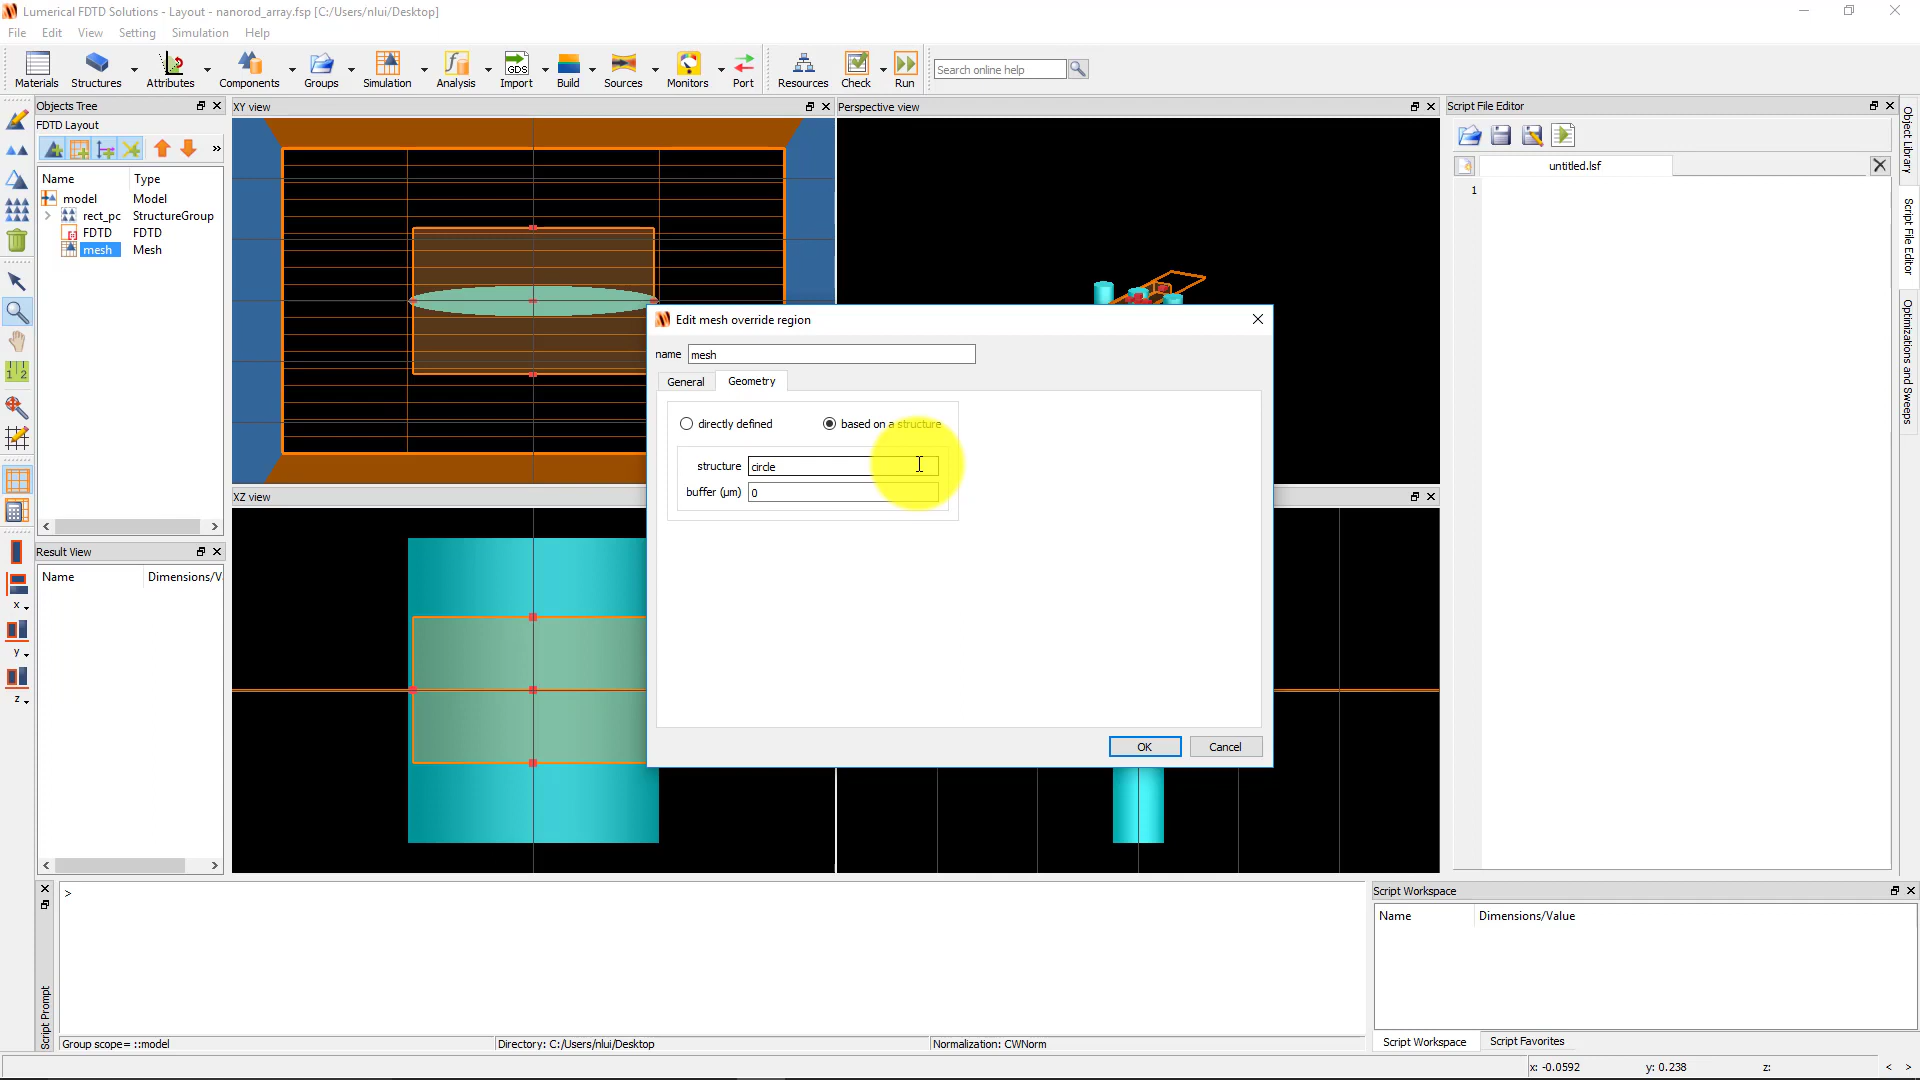 Lumerical FDTD Solutions - Layout - nanorod_array.fsp [C:/Users/nlui/Desktop]
File Edit View Setting Simulation Help
Materials Structures Attributes Components Groups Simulation Analysis Import Build Sources Monitors Port Resources Check Run
GDS
Search online help
Objects Tree
FDTD Layout
»
Name Type
model Model
rect_pc StructureGroup
FDTD FDTD
mesh Mesh
Result View
Name Dimensions/V
x
y
z
XY view
Perspective view
XZ view
Edit mesh override region
name mesh
General Geometry
directly defined based on a structure
structure circle
buffer (µm) 0
OK Cancel
Script File Editor
untitled.lsf
1
Object Library
Script File Editor
Optimizations and Sweeps
>
Script Prompt
Group scope= ::model Directory: C:/Users/nlui/Desktop Normalization: CWNorm
Script Workspace
Name Dimensions/Value
Script Workspace Script Favorites
x: -0.0592 y: 0.238 z: < >